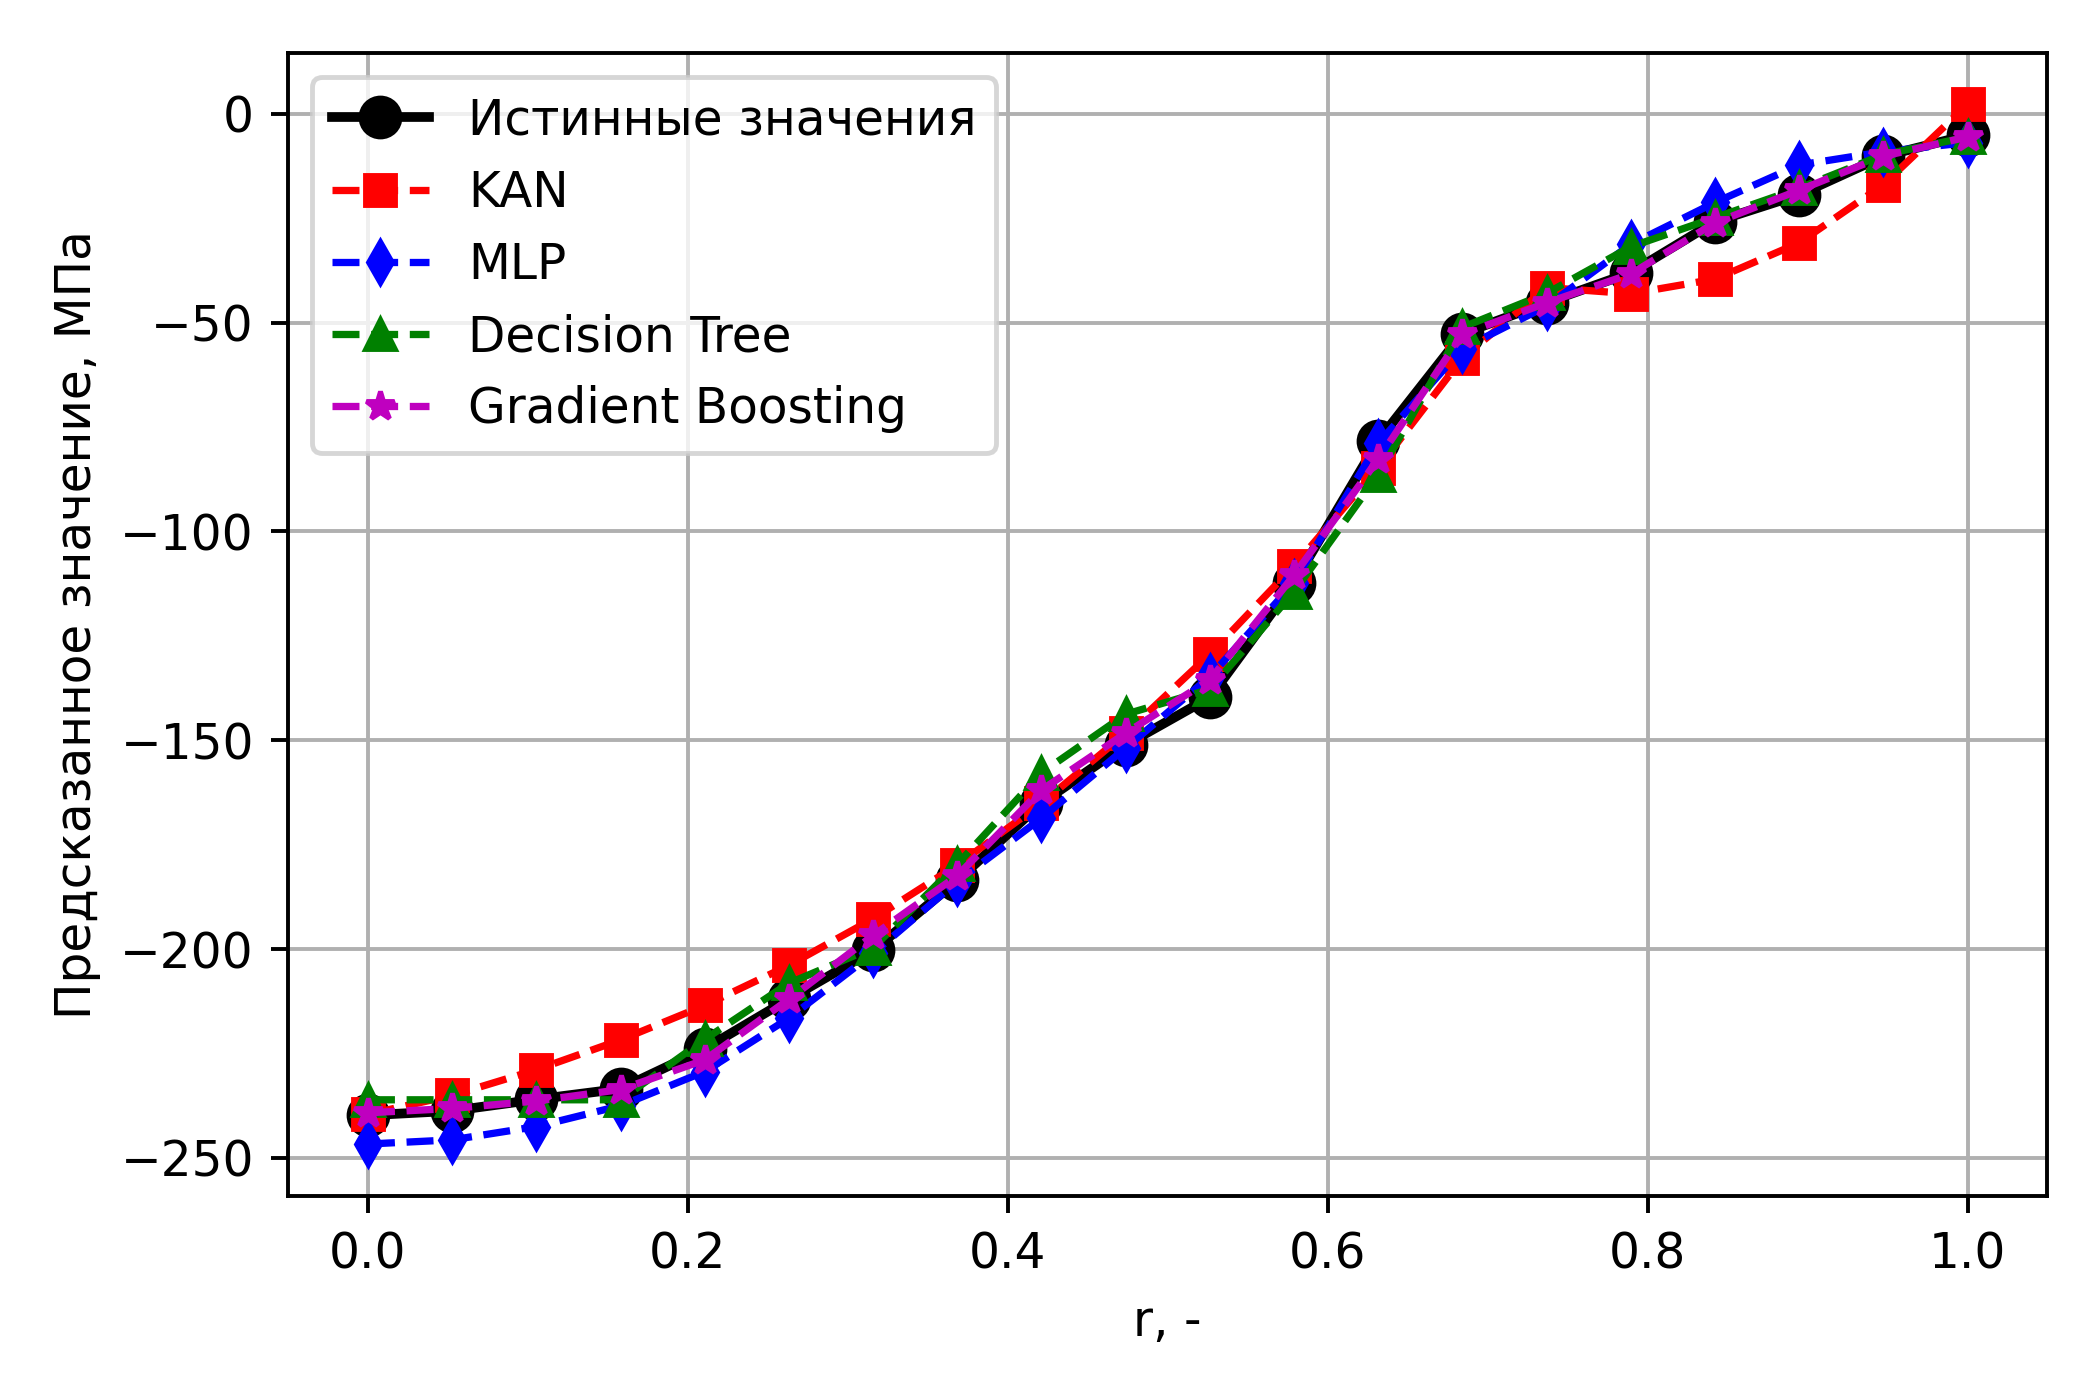 Истинные значения
KAN
MLP
Decision Tree
Gradient Boosting
Предсказанное значение, МПа
0
−50
−100
−150
−200
−250
0.0 0.2 0.4 0.6 0.8 1.0
r, -